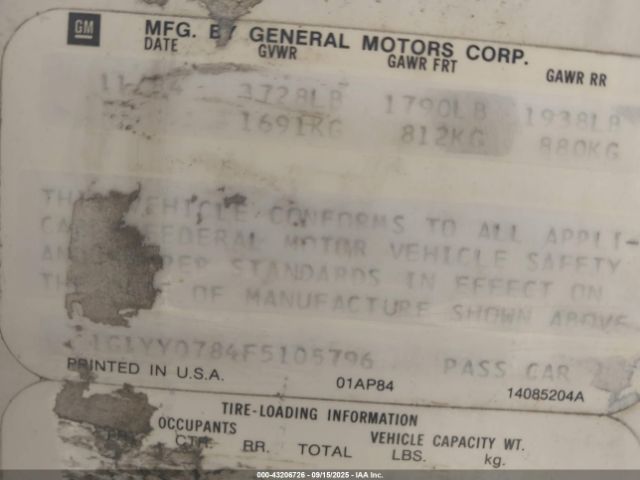 GM MFG. BY GENERAL MOTORS CORP.
DATE GVWR GAWR FRT GAWR RR
3728LB 1790LB 1938LB
1691KG 812KG 880KG
VEHICLE CONFORMS TO ALL APPLI-
FEDERAL MOTOR VEHICLE SAFETY
STANDARDS IN EFFECT ON
OF MANUFACTURE SHOWN ABOVE
1G1YY0784F5105796 PASS CAR
PRINTED IN U.S.A. 01AP84 14085204A
TIRE-LOADING INFORMATION
OCCUPANTS VEHICLE CAPACITY WT.
CTR. RR. TOTAL LBS. kg.
000-43206726 - 09/15/2025 - IAA Inc.